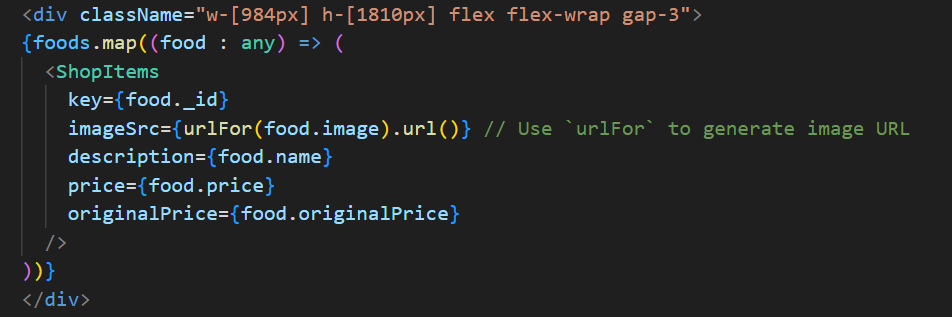 <div className="w-[984px] h-[1810px] flex flex-wrap gap-3">
{foods.map((food : any) => (
<ShopItems
key={food._id}
imageSrc={urlFor(food.image).url()} // Use `urlFor` to generate image URL
description={food.name}
price={food.price}
originalPrice={food.originalPrice}
/>
))}
</div>